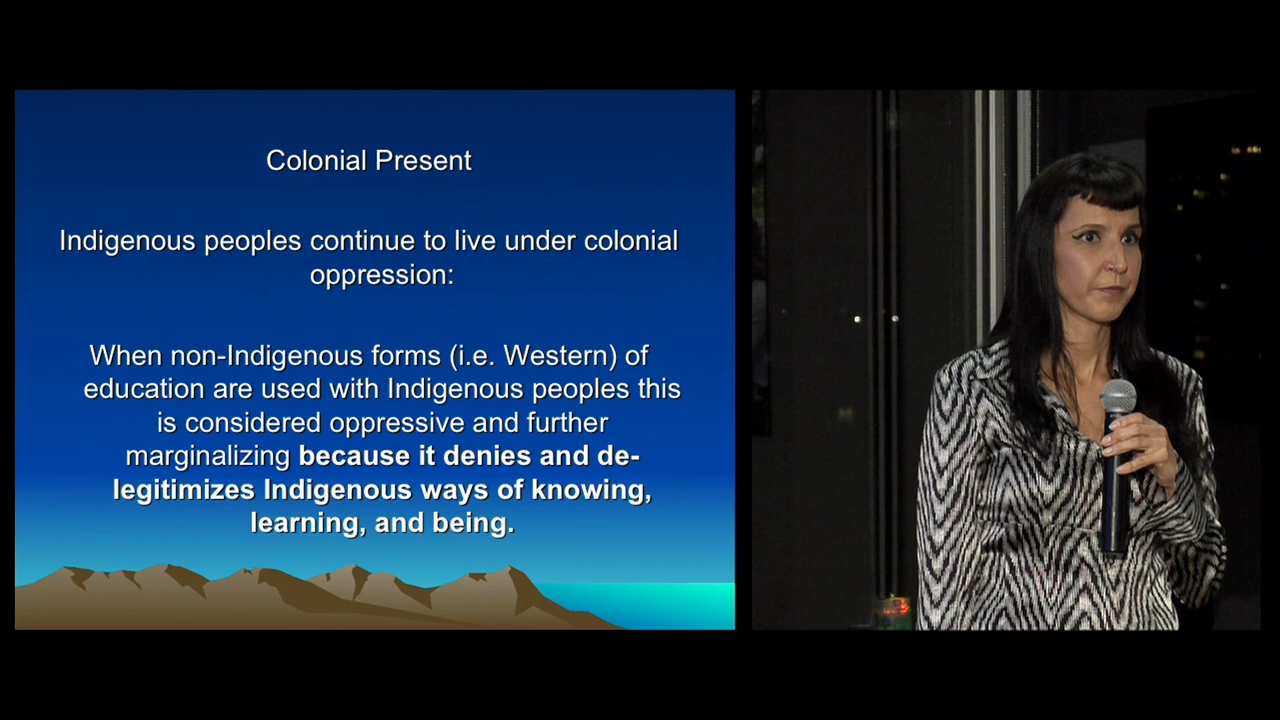 Colonial Present
Indigenous peoples continue to live under colonial
oppression:
When non-Indigenous forms (i.e. Western) of
education are used with Indigenous peoples this
is considered oppressive and further
marginalizing because it denies and de-
legitimizes Indigenous ways of knowing,
learning, and being.